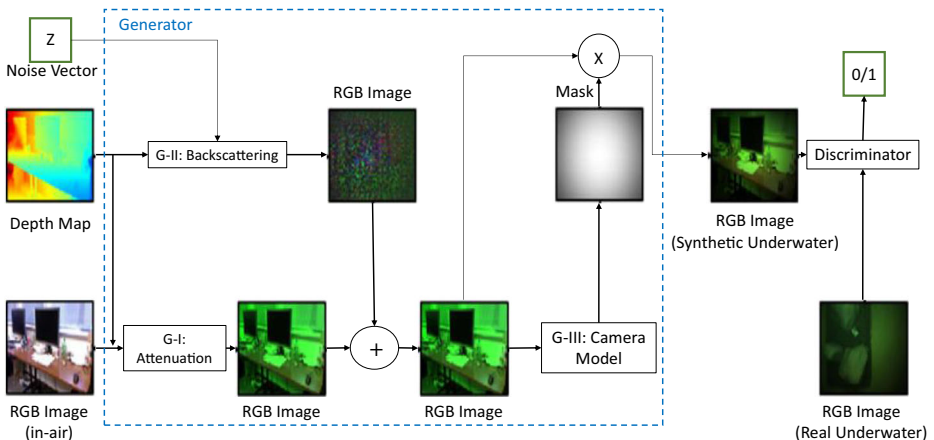 Generator
Z
Noise Vector
RGB Image
Mask
X
0/1
G-II: Backscattering
Discriminator
Depth Map
RGB Image
(Synthetic Underwater)
G-I:
Attenuation
+
G-III: Camera
Model
RGB Image
(in-air)
RGB Image
RGB Image
RGB Image
(Real Underwater)